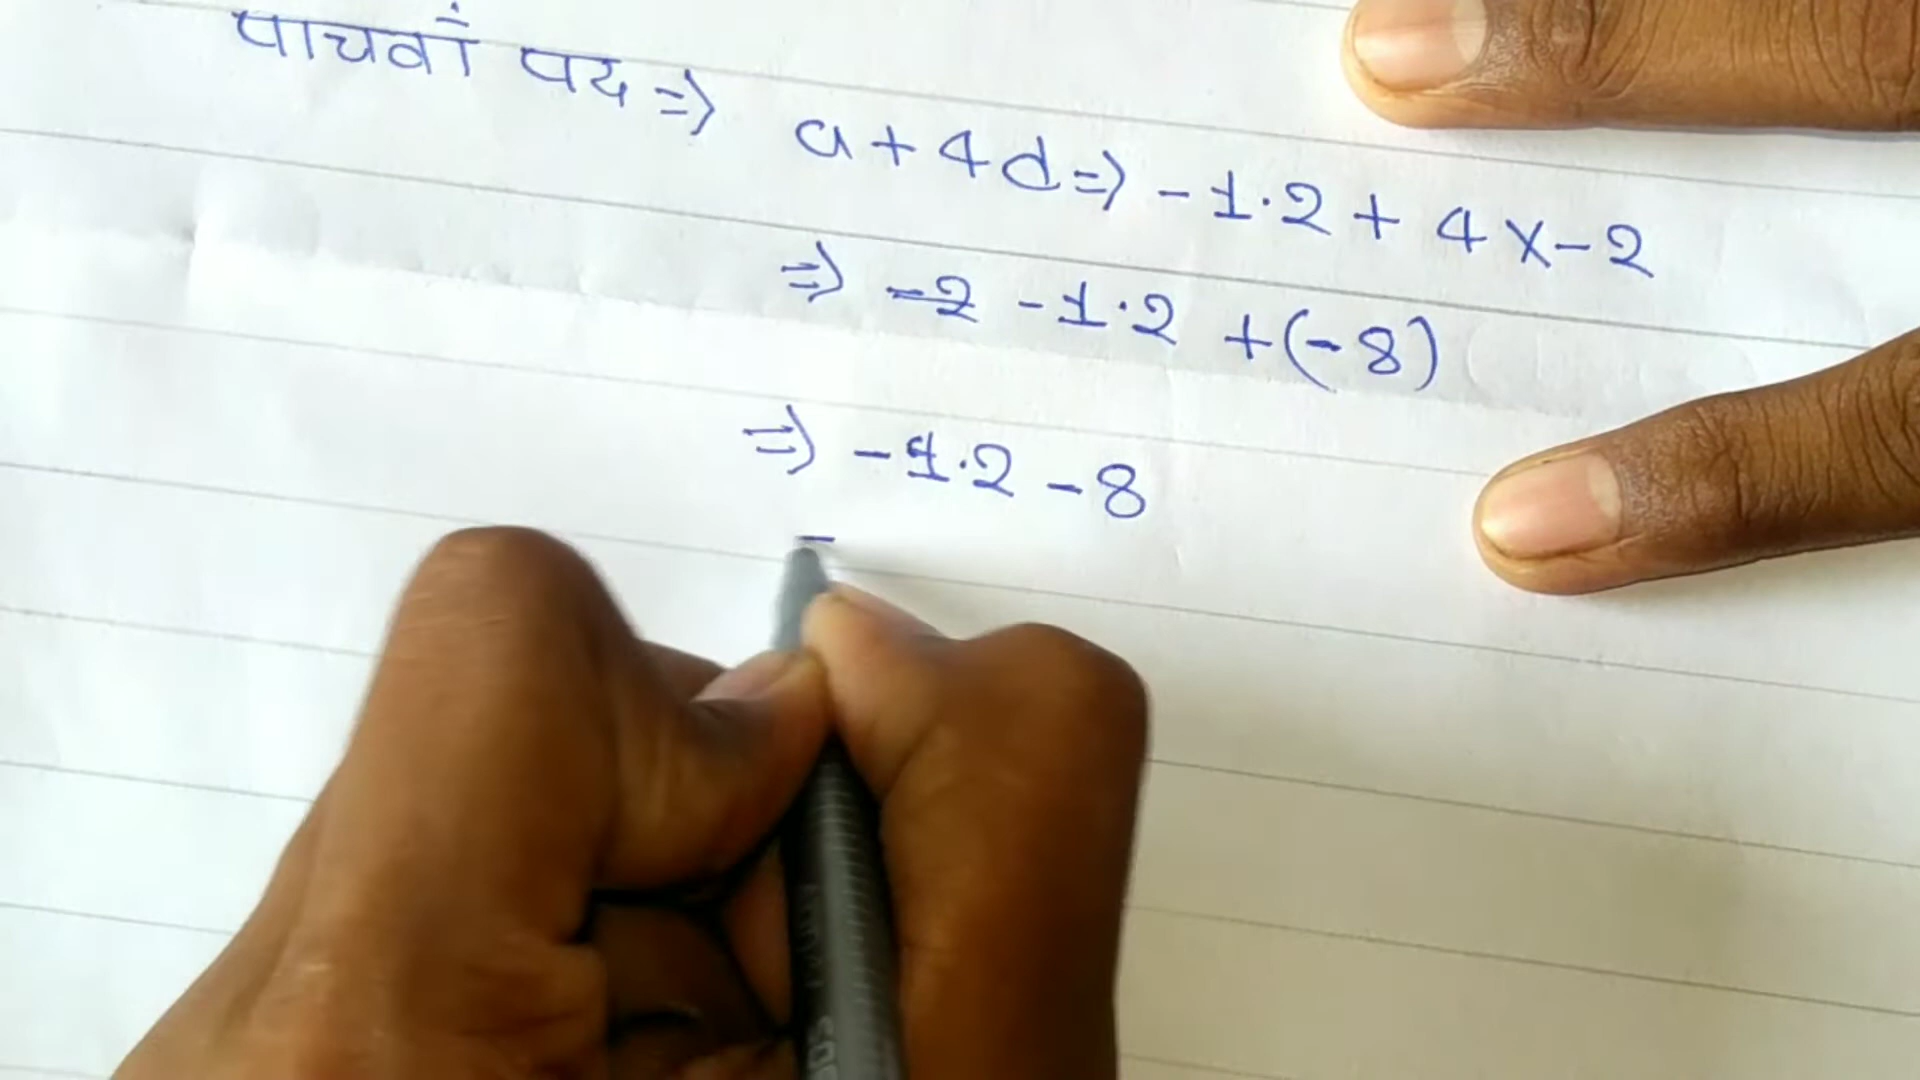 पाचवां पद => a + 4d => - 1.2 + 4 x - 2
=> -2 - 1.2 + (- 8)
=> - 1.2 - 8
-